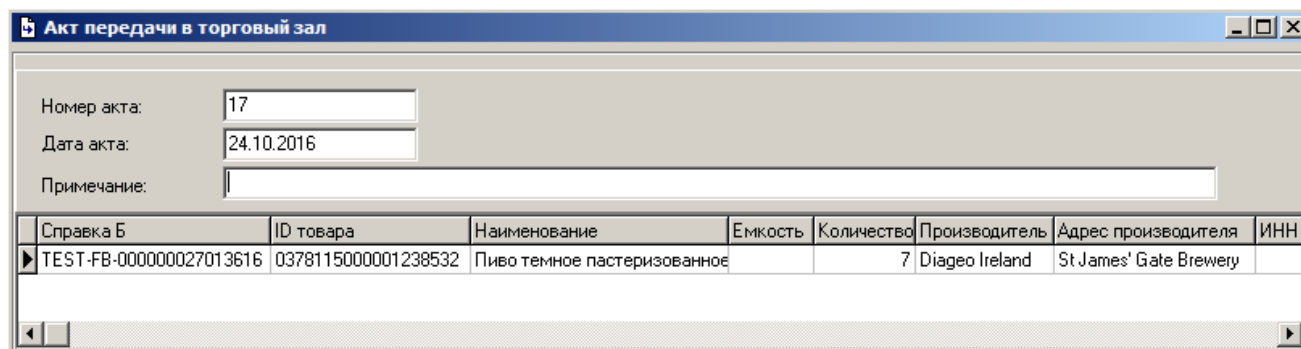 Акт передачи в торговый зал
Номер акта: 17
Дата акта: 24.10.2016
Примечание:
Справка Б ID товара Наименование Емкость Количество Производитель Адрес производителя ИНН
TEST-FB-000000027013616 0378115000001238532 Пиво темное пастеризованное 7 Diageo Ireland St James' Gate Brewery